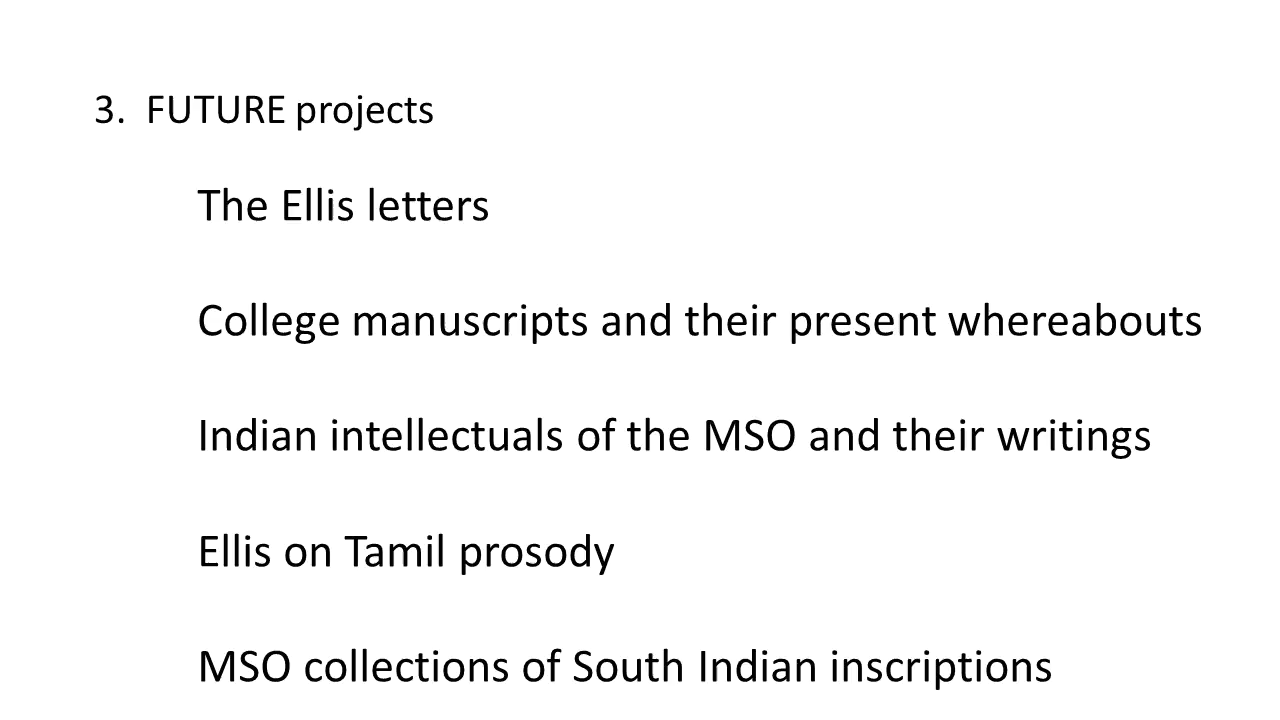 3. FUTURE projects
The Ellis letters
College manuscripts and their present whereabouts
Indian intellectuals of the MSO and their writings
Ellis on Tamil prosody
MSO collections of South Indian inscriptions